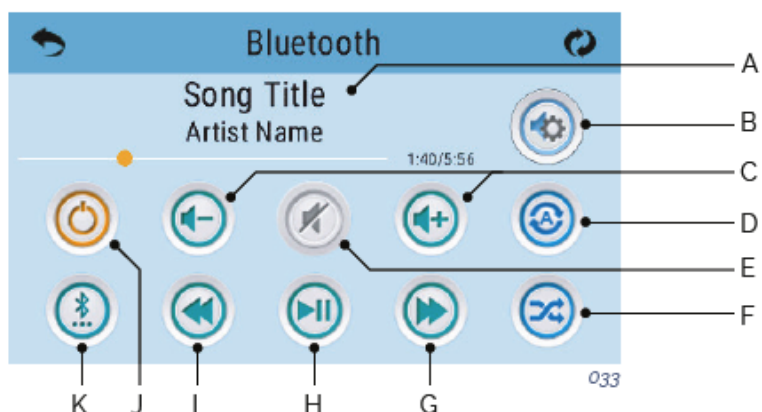 Bluetooth
A
Song Title
Artist Name
B
1:40/5:56
C
A
D
E
F
033
K
J
I
H
G